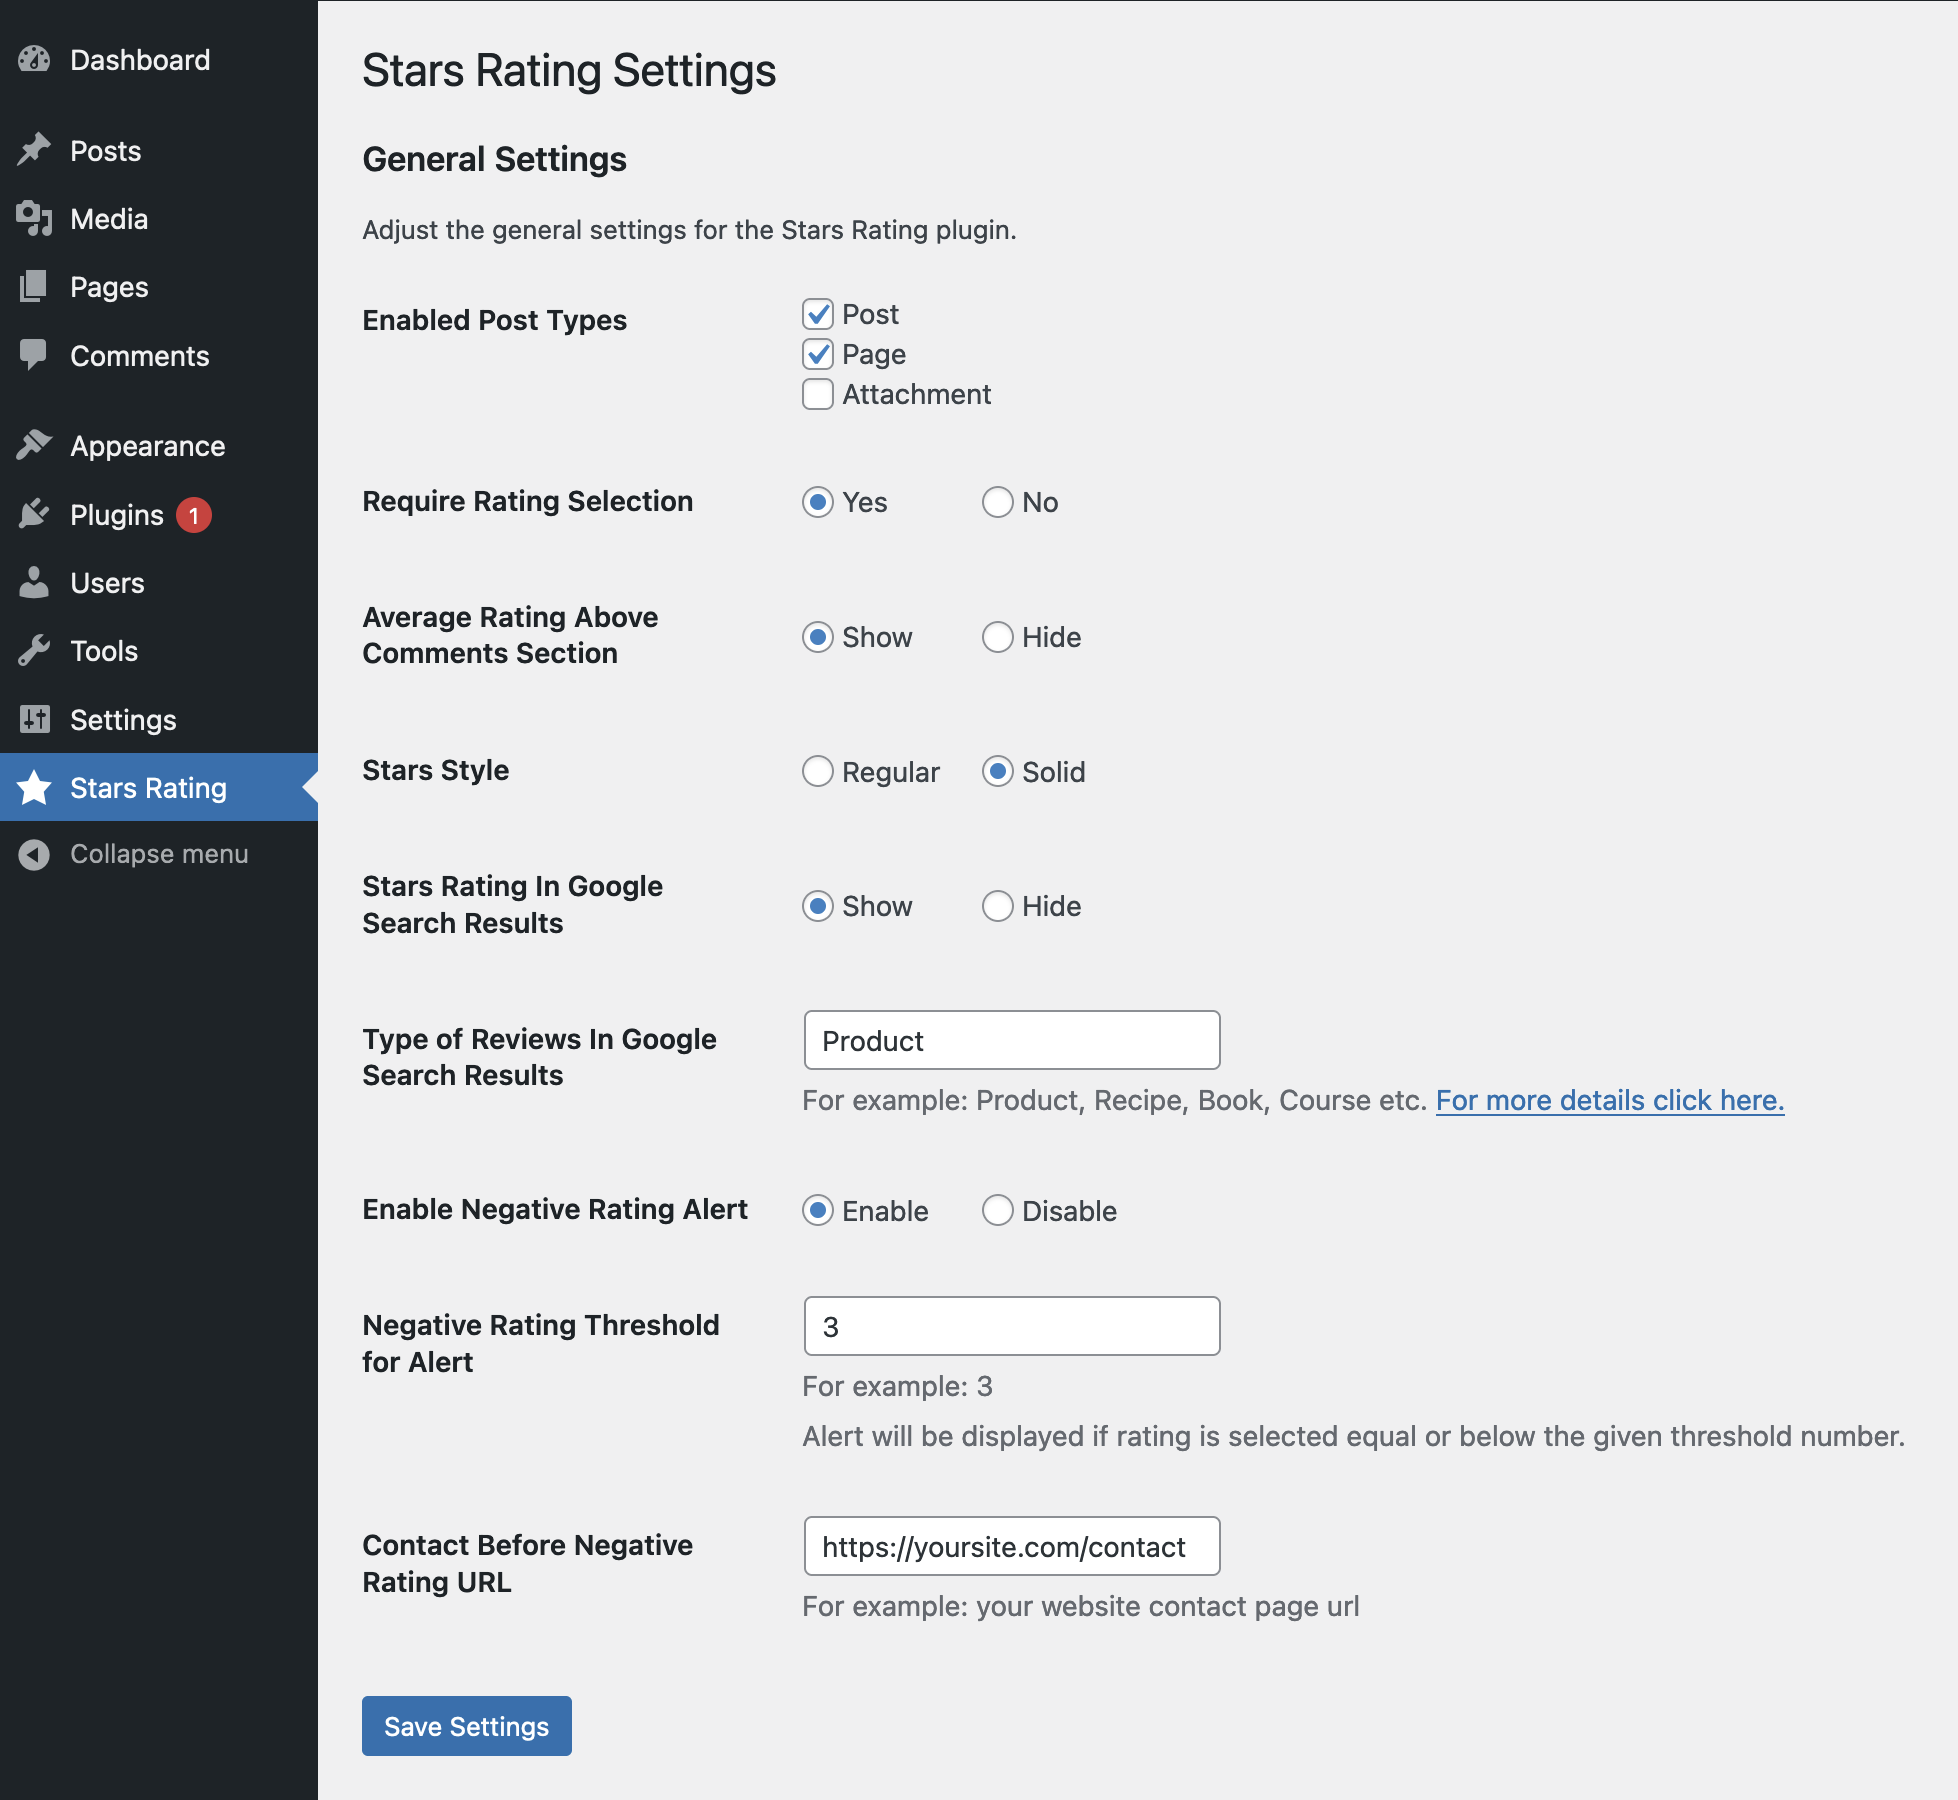 Dashboard
Posts
Media
Pages
Comments
Appearance
Plugins 1
Users
Tools
Settings
Stars Rating
Collapse menu
Stars Rating Settings
General Settings
Adjust the general settings for the Stars Rating plugin.
Enabled Post Types
Post
Page
Attachment
Require Rating Selection
Yes No
Average Rating Above
Comments Section
Show Hide
Stars Style
Regular Solid
Stars Rating In Google
Search Results
Show Hide
Type of Reviews In Google
Search Results
Product
For example: Product, Recipe, Book, Course etc. For more details click here.
Enable Negative Rating Alert
Enable Disable
Negative Rating Threshold
for Alert
3
For example: 3
Alert will be displayed if rating is selected equal or below the given threshold number.
Contact Before Negative
Rating URL
https://yoursite.com/contact
For example: your website contact page url
Save Settings